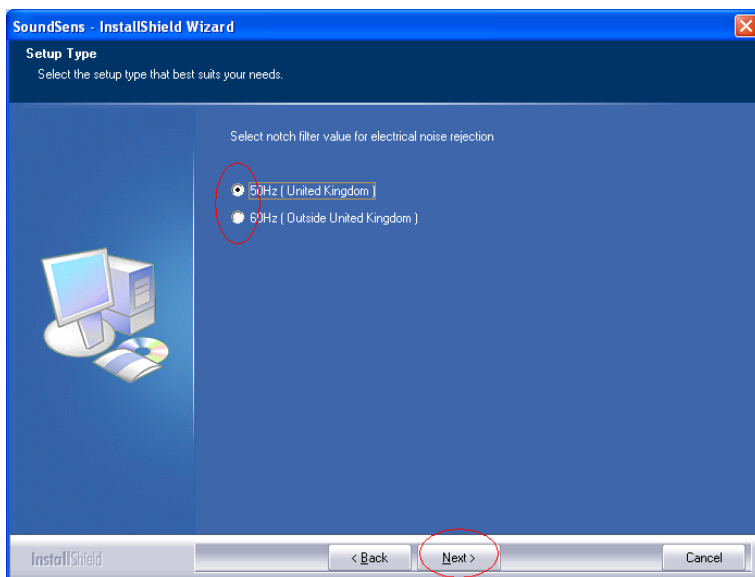 SoundSens - InstallShield Wizard
Setup Type
Select the setup type that best suits your needs.
Select notch filter value for electrical noise rejection
50Hz ( United Kingdom )
60Hz ( Outside United Kingdom )
InstallShield
< Back
Next >
Cancel